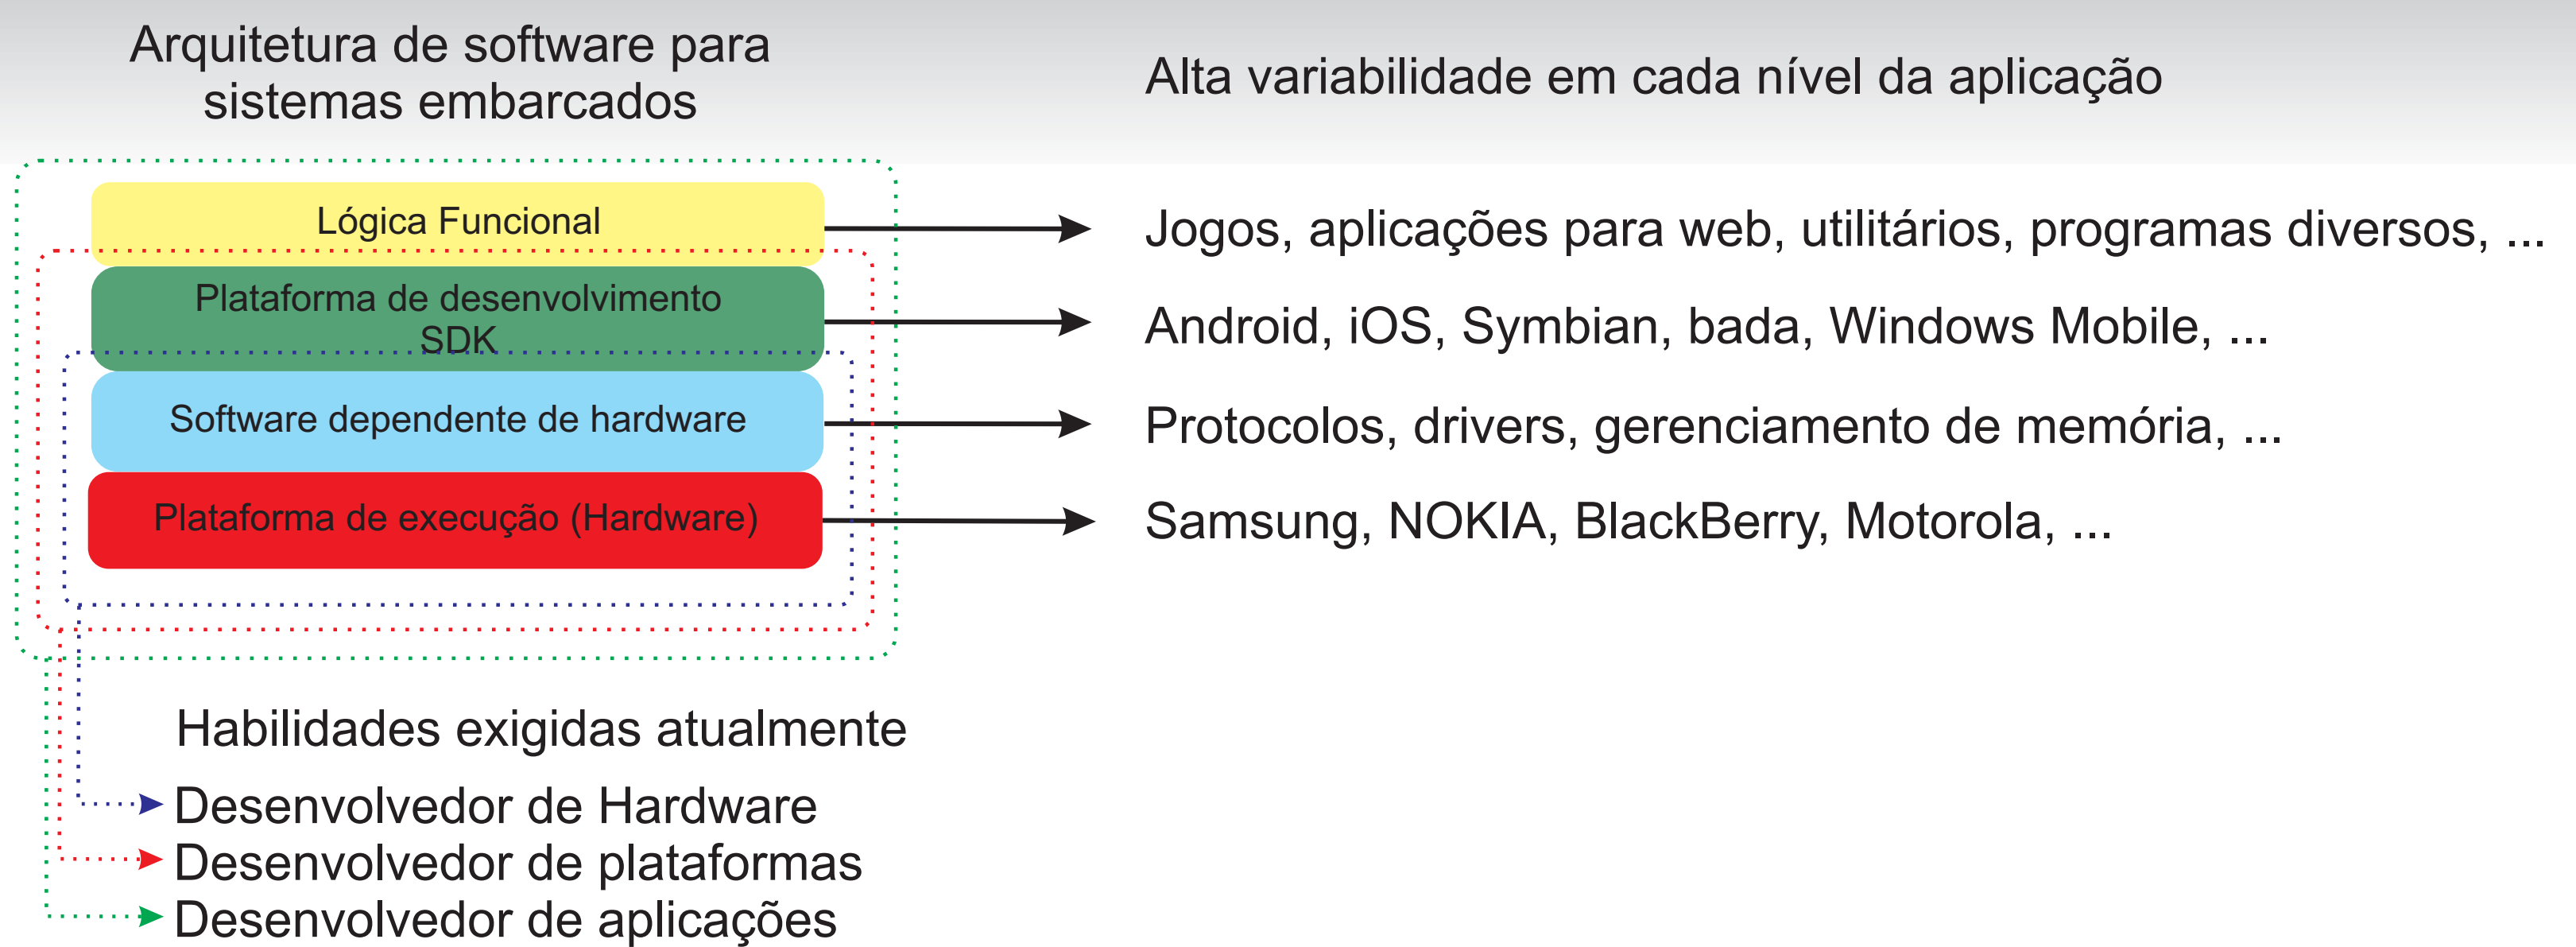 Arquitetura de software para
sistemas embarcados
Alta variabilidade em cada nível da aplicação
Lógica Funcional
Jogos, aplicações para web, utilitários, programas diversos, ...
Plataforma de desenvolvimento
SDK
Android, iOS, Symbian, bada, Windows Mobile, ...
Software dependente de hardware
Protocolos, drivers, gerenciamento de memória, ...
Plataforma de execução (Hardware)
Samsung, NOKIA, BlackBerry, Motorola, ...
Habilidades exigidas atualmente
Desenvolvedor de Hardware
Desenvolvedor de plataformas
Desenvolvedor de aplicações